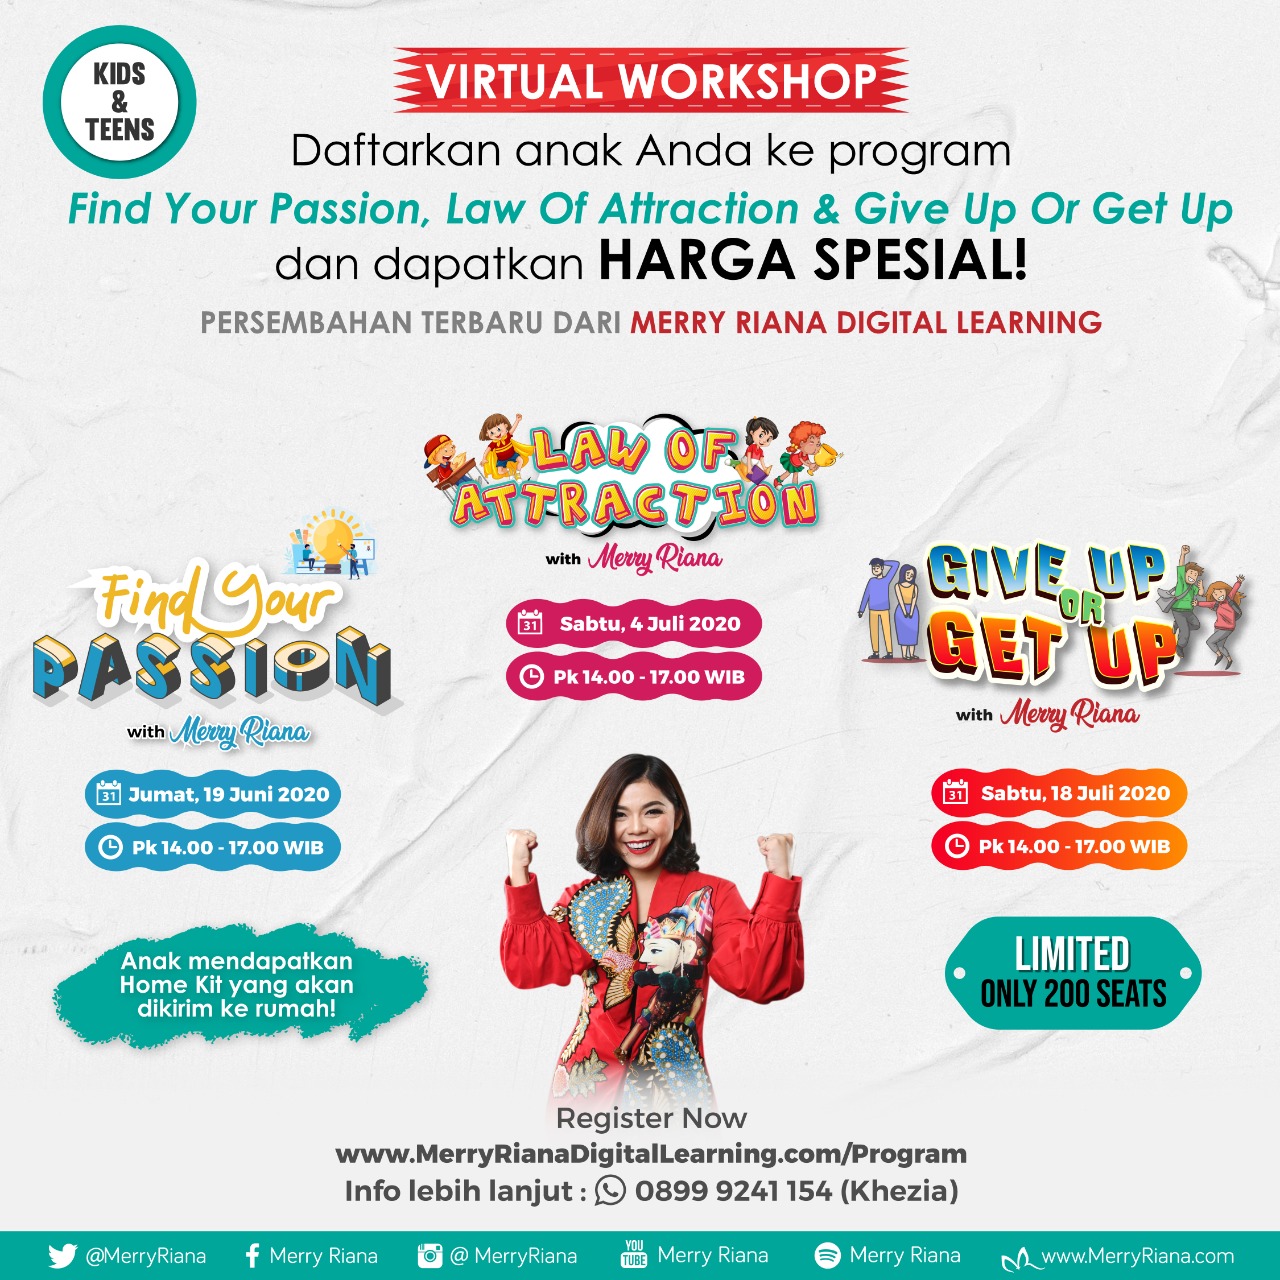 KIDS
&
TEENS
VIRTUAL WORKSHOP
Daftarkan anak Anda ke program
Find Your Passion, Law Of Attraction & Give Up Or Get Up
dan dapatkan HARGA SPESIAL!
PERSEMBAHAN TERBARU DARI MERRY RIANA DIGITAL LEARNING
LAW OF
ATTRACTION
with Merry Riana
31 Sabtu, 4 Juli 2020
Pk 14.00 - 17.00 WIB
Find Your
PASSION
with Merry Riana
31 Jumat, 19 Juni 2020
Pk 14.00 - 17.00 WIB
GIVE UP
OR
GET UP
with Merry Riana
31 Sabtu, 18 Juli 2020
Pk 14.00 - 17.00 WIB
Anak mendapatkan
Home Kit yang akan
dikirim ke rumah!
LIMITED
ONLY 200 SEATS
Register Now
www.MerryRianaDigitalLearning.com/Program
Info lebih lanjut : 0899 9241 154 (Khezia)
@MerryRiana Merry Riana @ MerryRiana YOU TUBE Merry Riana Merry Riana www.MerryRiana.com